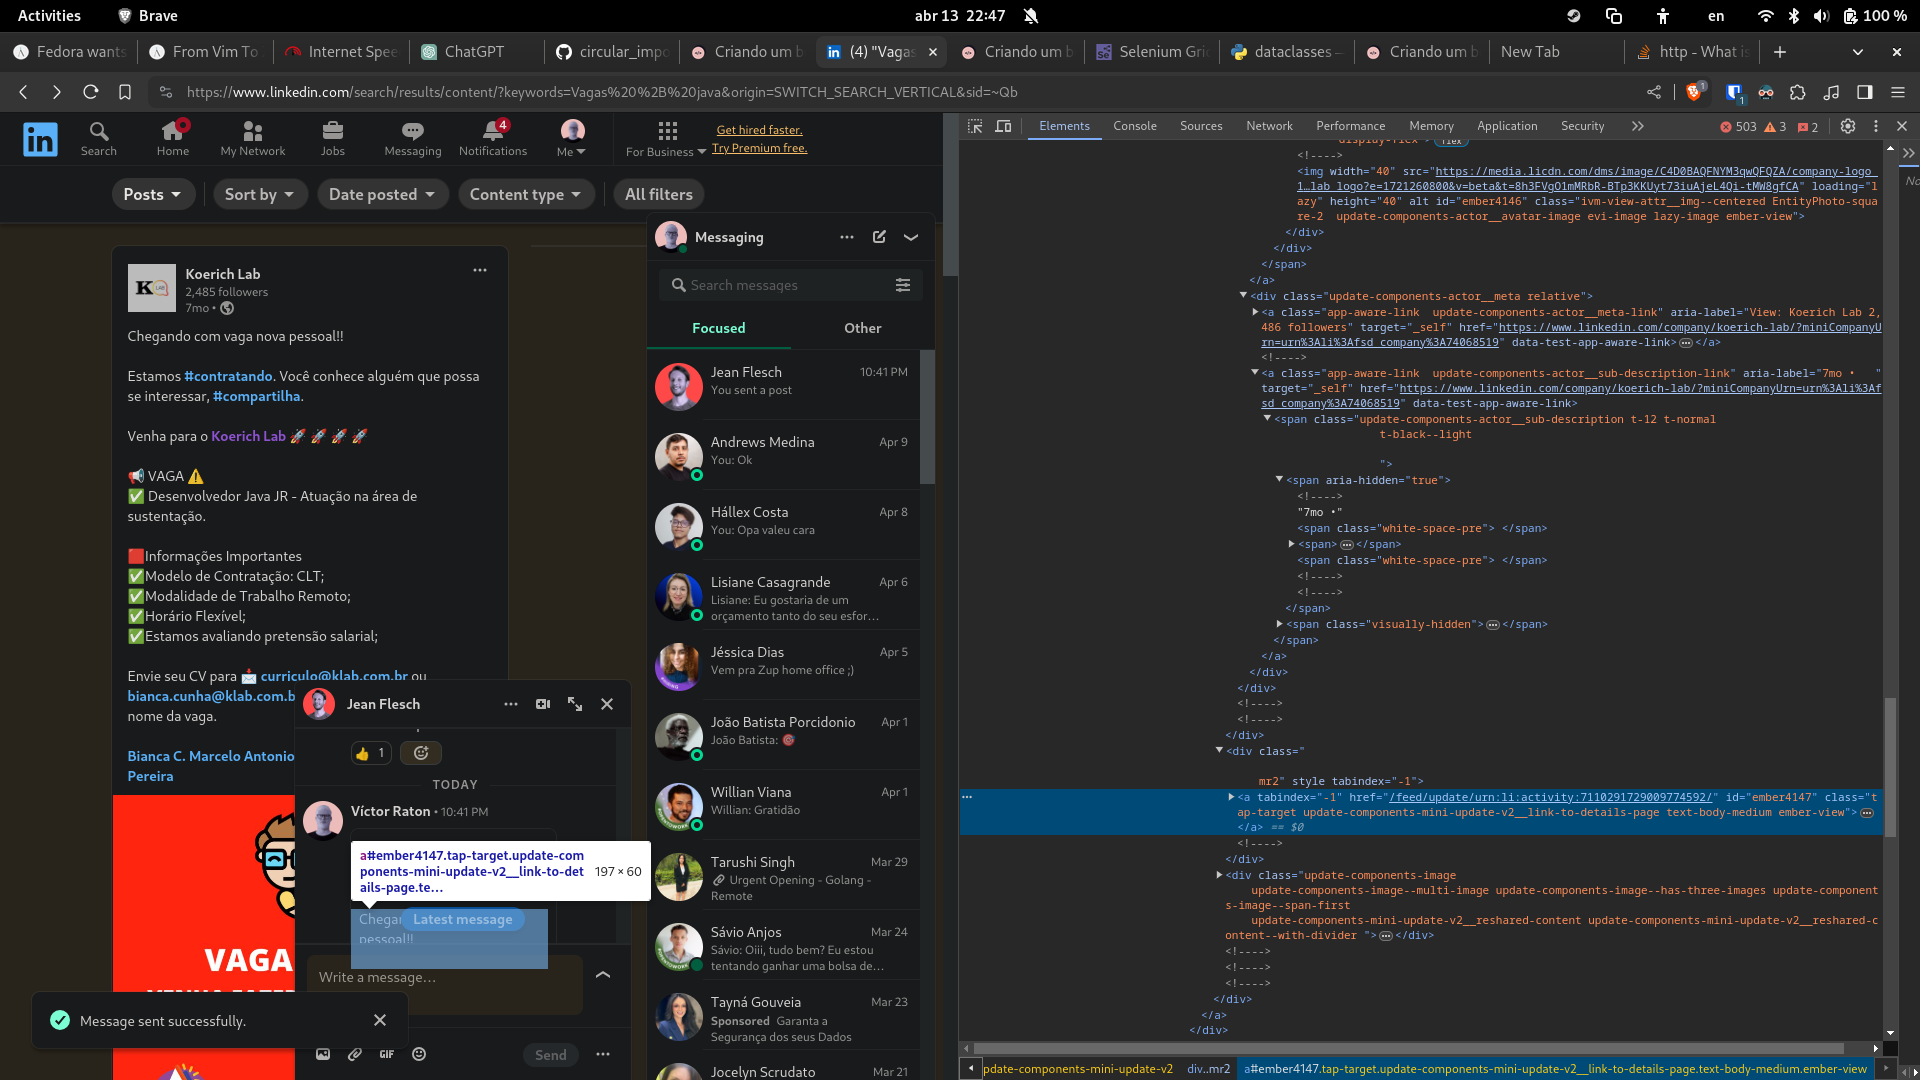 Activities
Brave
abr 13 22:47
en
100 %
Fedora wants
From Vim To
Internet Spee
ChatGPT
circular_impo
Criando um b
(4) "Vagas
Criando um b
Selenium Gri
dataclasses —
Criando um b
New Tab
http - What is
https://www.linkedin.com/search/results/content/?keywords=Vagas%20%2B%20java&origin=SWITCH_SEARCH_VERTICAL&sid=~Qb
1
1
in
Search
Home
My Network
Jobs
Messaging
4
Notifications
Me
For Business
Get hired faster.
Try Premium free.
Posts
Sort by
Date posted
Content type
All filters
Koerich Lab
2,485 followers
7mo •
Chegando com vaga nova pessoal!!
Estamos #contratando. Você conhece alguém que possa
se interessar, #compartilha.
Venha para o Koerich Lab 🚀 🚀 🚀 🚀
📢 VAGA ⚠️
✅ Desenvolvedor Java JR - Atuação na área de
sustentação.
🟥Informações Importantes
✅Modelo de Contratação: CLT;
✅Modalidade de Trabalho Remoto;
✅Horário Flexível;
✅Estamos avaliando pretensão salarial;
Envie seu CV para 📩 curriculo@klab.com.br ou
bianca.cunha@klab.com.b
nome da vaga.
Bianca C. Marcelo Antonio
Pereira
VAGA
Message sent successfully.
Jean Flesch
👍 1
TODAY
Víctor Raton • 10:41 PM
a#ember4147.tap-target.update-com
ponents-mini-update-v2__link-to-det
ails-page.te…
197 × 60
Chegar
Latest message
pessoal!!
Write a message…
GIF
Send
Messaging
Search messages
Focused
Other
Jean Flesch
10:41 PM
You sent a post
Andrews Medina
Apr 9
You: Ok
Hállex Costa
Apr 8
You: Opa valeu cara
Lisiane Casagrande
Apr 6
Lisiane: Eu gostaria de um
orçamento tanto do seu esfor…
Jéssica Dias
Apr 5
Vem pra Zup home office ;)
João Batista Porcidonio
Apr 1
João Batista: 🎯
Willian Viana
Apr 1
Willian: Gratidão
Tarushi Singh
Mar 29
🔗 Urgent Opening - Golang -
Remote
Sávio Anjos
Mar 24
Sávio: Oiii, tudo bem? Eu estou
tentando ganhar uma bolsa de…
Tayná Gouveia
Mar 23
Sponsored Garanta a
Segurança dos seus Dados
Jocelyn Scrudato
Mar 21
Elements
Console
Sources
Network
Performance
Memory
Application
Security
503
3
2
No
display-flex">
flex
<!---->
<img width="40" src="https://media.licdn.com/dms/image/C4D0BAQFNYM3qwQFQZA/company-logo_
1…lab_logo?e=1721260800&v=beta&t=8h3FVgO1mMRbR-BTp3KKUyt73iuAjeL4Qi-tMW8gfCA" loading="l
azy" height="40" alt id="ember4146" class="ivm-view-attr__img--centered EntityPhoto-squa
re-2  update-components-actor__avatar-image evi-image lazy-image ember-view">
</div>
</div>
</span>
</a>
<div class="update-components-actor__meta relative">
<a class="app-aware-link  update-components-actor__meta-link" aria-label="View: Koerich Lab 2,
486 followers" target="_self" href="https://www.linkedin.com/company/koerich-lab/?miniCompanyU
rn=urn%3Ali%3Afsd_company%3A74068519" data-test-app-aware-link>…</a>
<!---->
<a class="app-aware-link  update-components-actor__sub-description-link" aria-label="7mo •   "
target="_self" href="https://www.linkedin.com/company/koerich-lab/?miniCompanyUrn=urn%3Ali%3Af
sd_company%3A74068519" data-test-app-aware-link>
<span class="update-components-actor__sub-description t-12 t-normal
t-black--light
">
<span aria-hidden="true">
<!---->
"7mo •"
<span class="white-space-pre"> </span>
<span>…</span>
<span class="white-space-pre"> </span>
<!---->
<!---->
</span>
<span class="visually-hidden">…</span>
</span>
</a>
</div>
</div>
<!---->
<!---->
</div>
<div class="
mr2" style tabindex="-1">
<a tabindex="-1" href="/feed/update/urn:li:activity:7110291729009774592/" id="ember4147" class="t
ap-target update-components-mini-update-v2__link-to-details-page text-body-medium ember-view">…
</a> == $0
<!---->
</div>
<div class="update-components-image
update-components-image--multi-image update-components-image--has-three-images update-component
s-image--span-first
update-components-mini-update-v2__reshared-content update-components-mini-update-v2__reshared-c
ontent--with-divider ">…</div>
<!---->
<!---->
<!---->
</div>
</a>
</div>
pdate-components-mini-update-v2
div..mr2
a#ember4147.tap-target.update-components-mini-update-v2__link-to-details-page.text-body-medium.ember-view